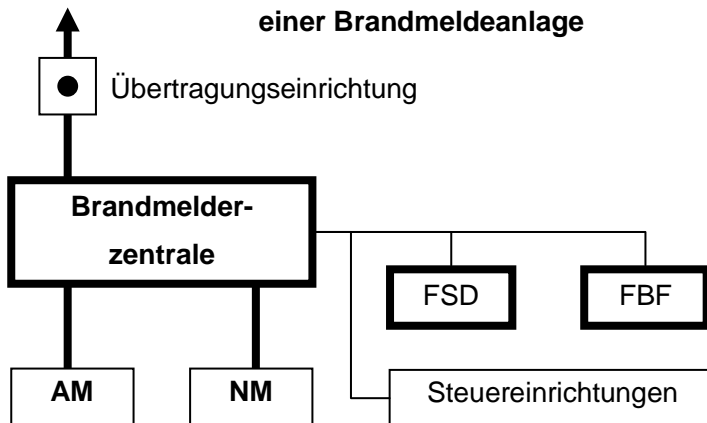 einer Brandmeldeanlage
Übertragungseinrichtung
Brandmelder-
zentrale
FSD
FBF
AM
NM
Steuereinrichtungen